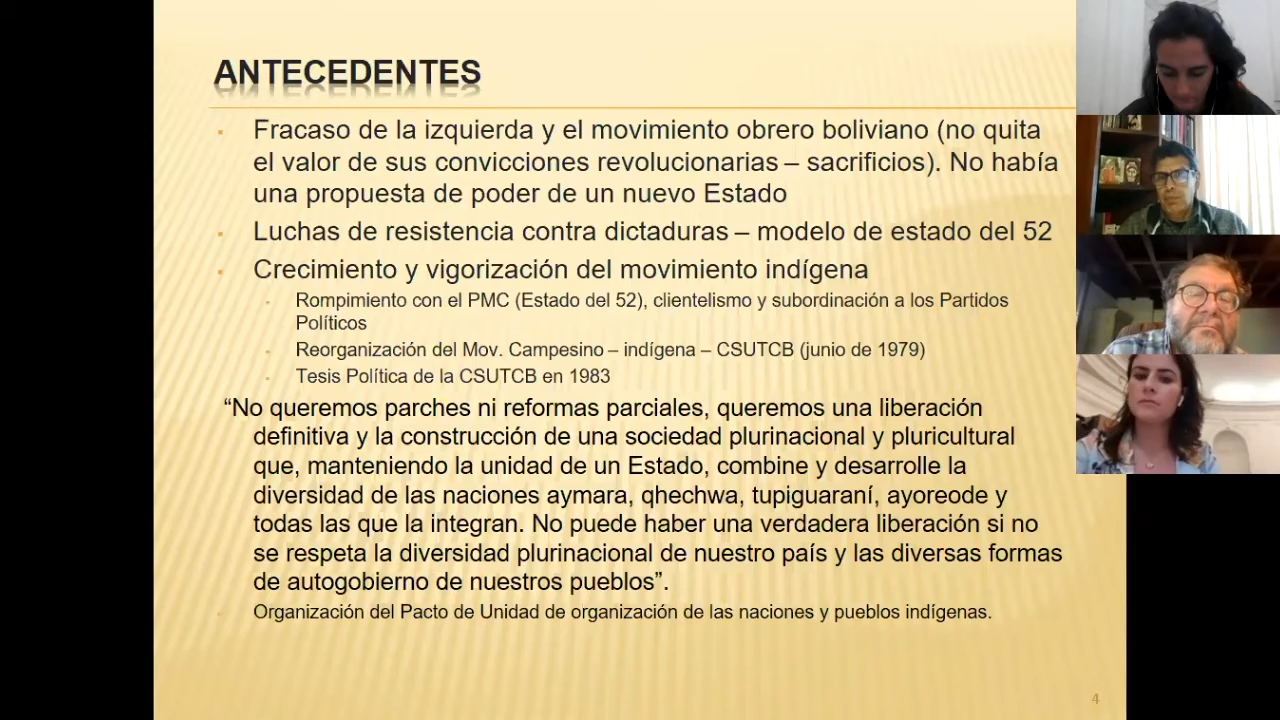 ANTECEDENTES
Fracaso de la izquierda y el movimiento obrero boliviano (no quita
el valor de sus convicciones revolucionarias – sacrificios). No había
una propuesta de poder de un nuevo Estado
Luchas de resistencia contra dictaduras – modelo de estado del 52
Crecimiento y vigorización del movimiento indígena
Rompimiento con el PMC (Estado del 52), clientelismo y subordinación a los Partidos
Políticos
Reorganización del Mov. Campesino – indígena – CSUTCB (junio de 1979)
Tesis Política de la CSUTCB en 1983
“No queremos parches ni reformas parciales, queremos una liberación
definitiva y la construcción de una sociedad plurinacional y pluricultural
que, manteniendo la unidad de un Estado, combine y desarrolle la
diversidad de las naciones aymara, qhechwa, tupiguaraní, ayoreode y
todas las que la integran. No puede haber una verdadera liberación si no
se respeta la diversidad plurinacional de nuestro país y las diversas formas
de autogobierno de nuestros pueblos”.
Organización del Pacto de Unidad de organización de las naciones y pueblos indígenas.
4